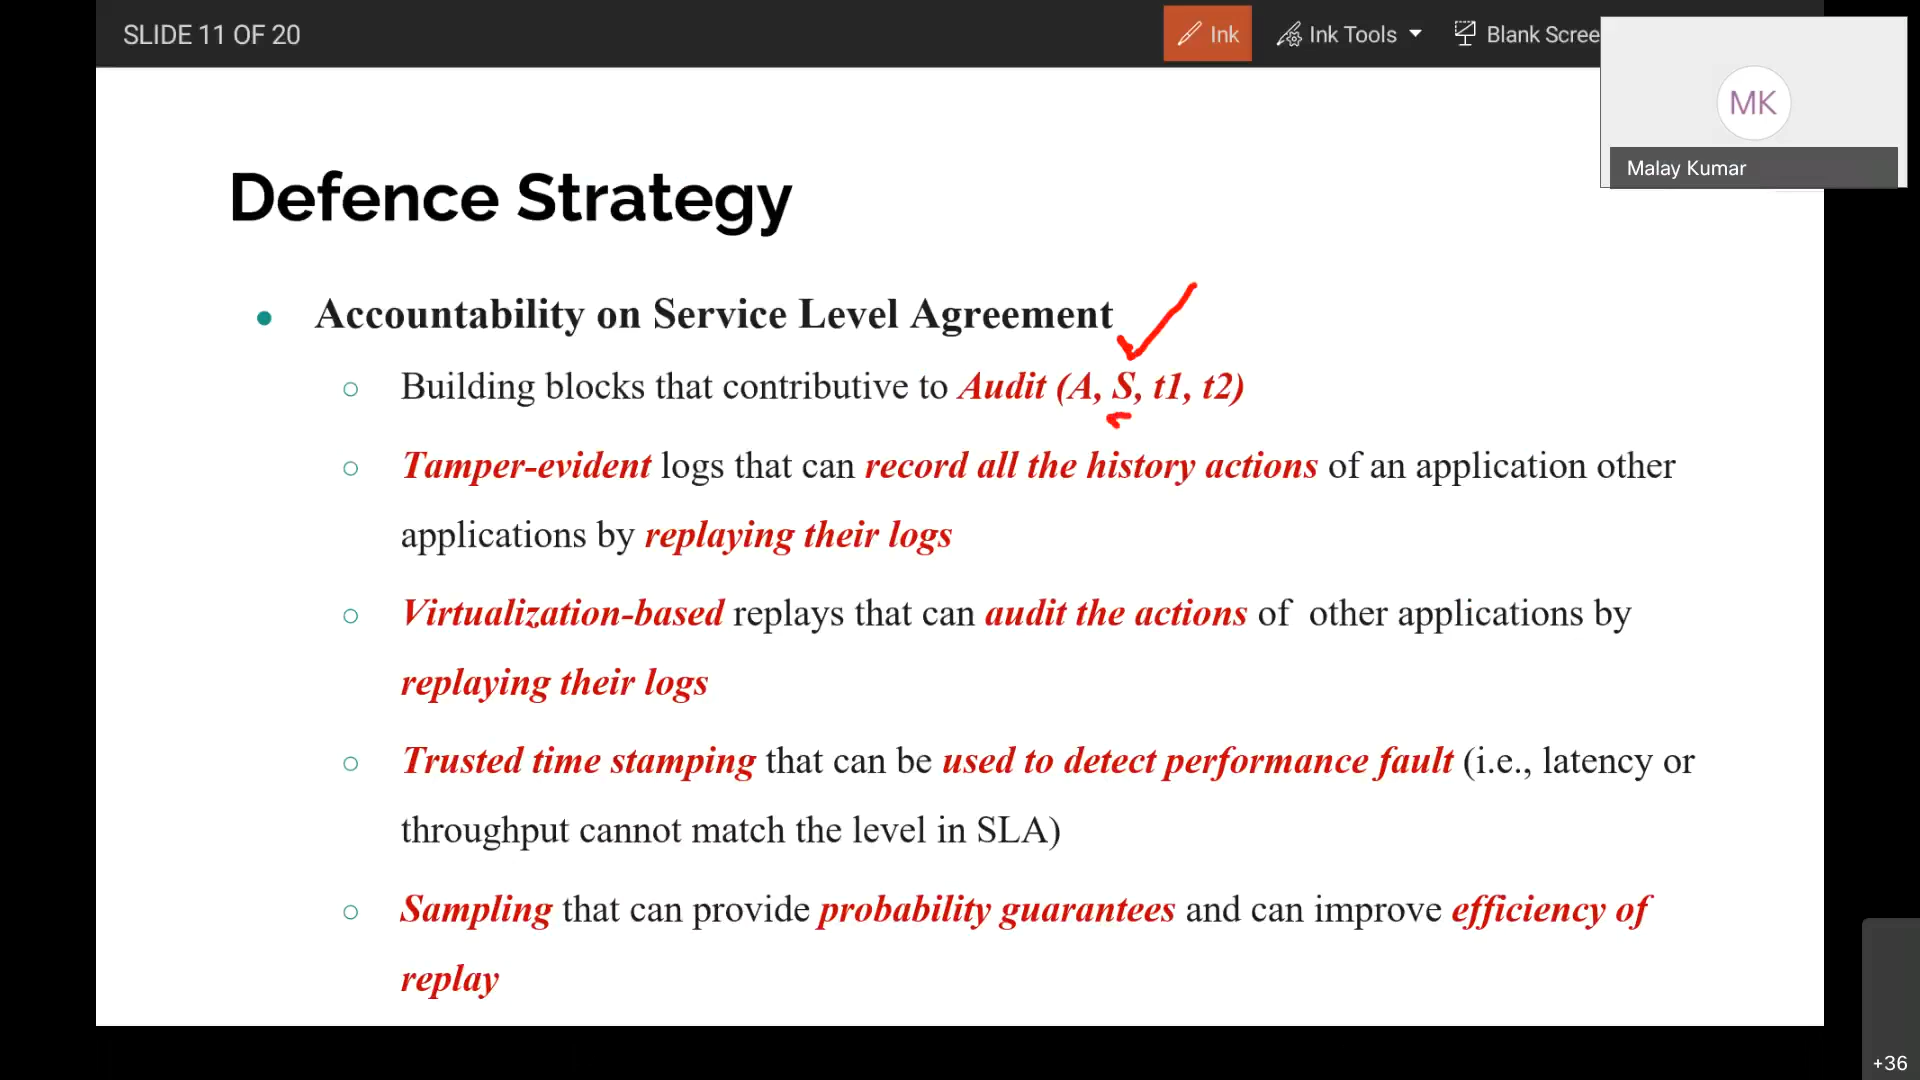 SLIDE 11 OF 20
Ink
Ink Tools
Blank Scree
MK
Malay Kumar
Defence Strategy
Accountability on Service Level Agreement
Building blocks that contributive to Audit (A, S, t1, t2)
Tamper-evident logs that can record all the history actions of an application other
applications by replaying their logs
Virtualization-based replays that can audit the actions of other applications by
replaying their logs
Trusted time stamping that can be used to detect performance fault (i.e., latency or
throughput cannot match the level in SLA)
Sampling that can provide probability guarantees and can improve efficiency of
replay
+36